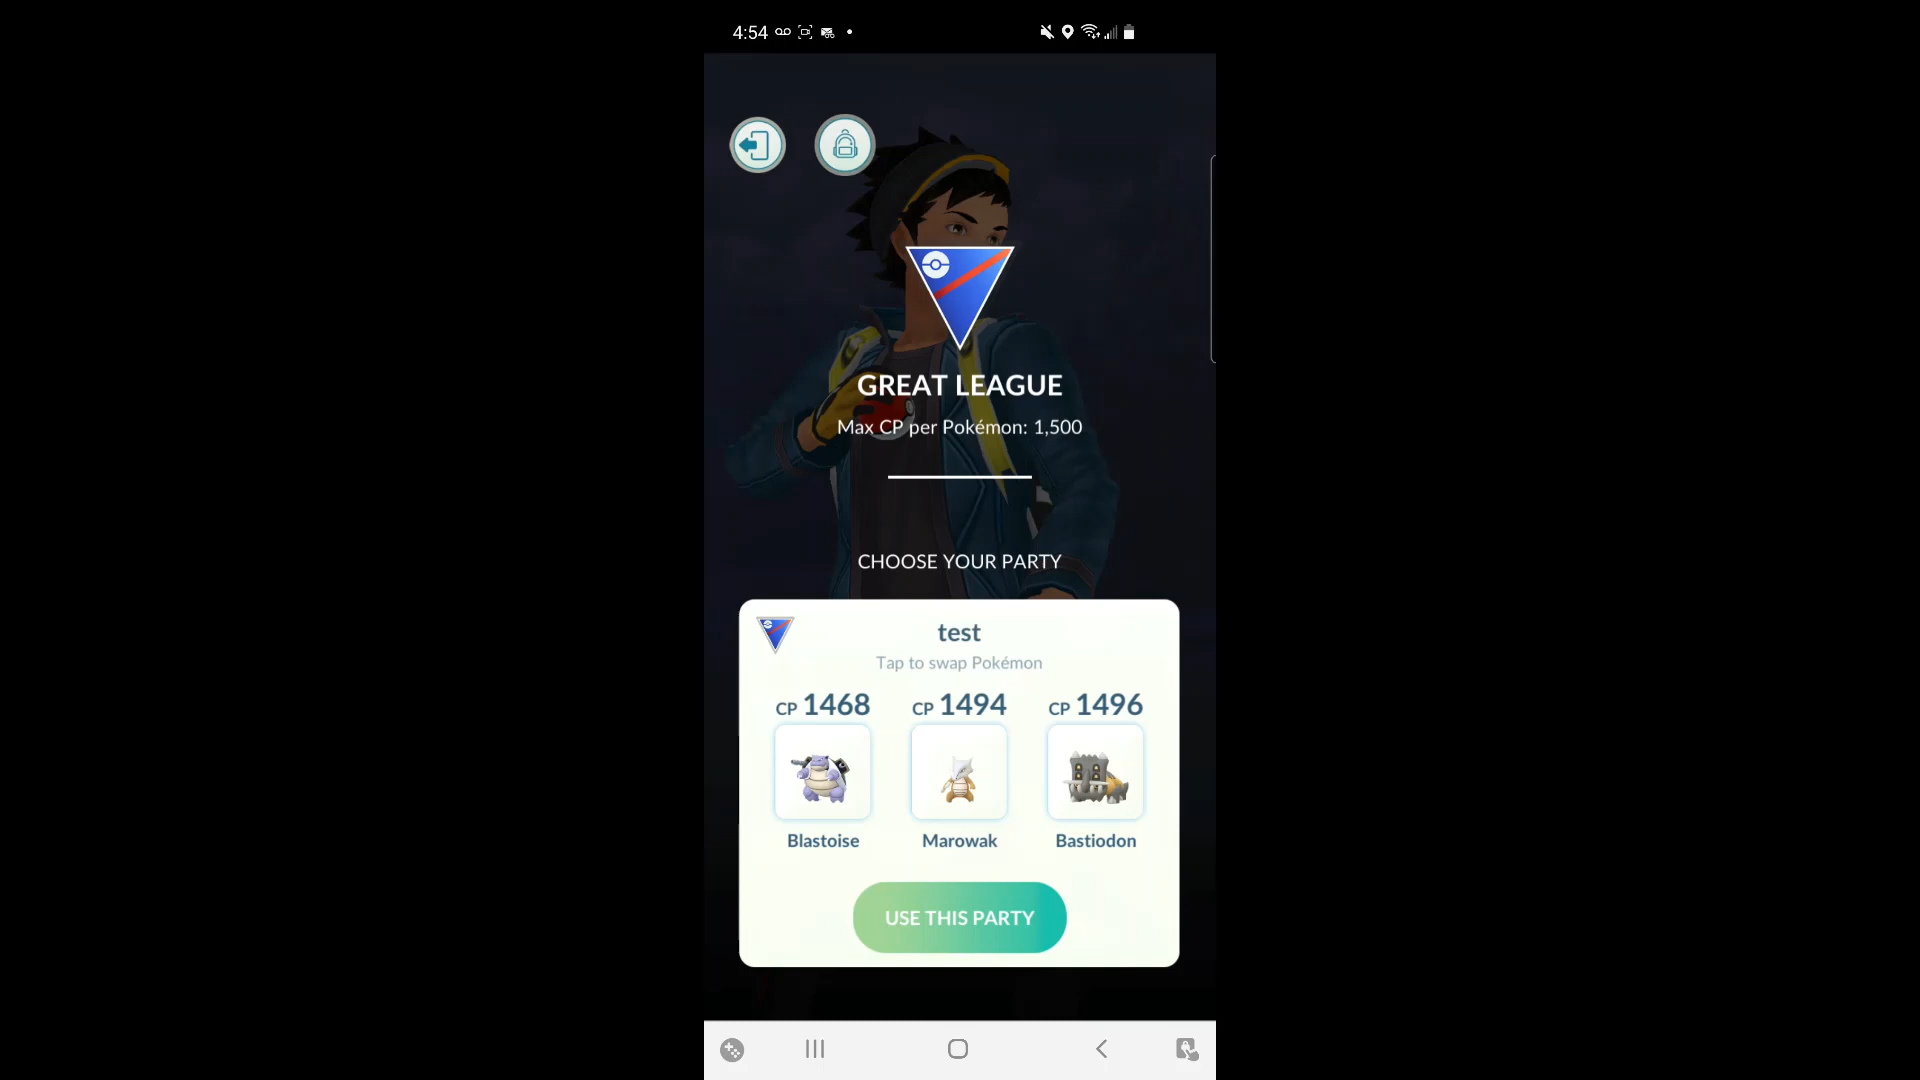 4:54
GREAT LEAGUE
Max CP per Pokémon: 1,500
CHOOSE YOUR PARTY
test
Tap to swap Pokémon
CP 1468 CP 1494 CP 1496
Blastoise Marowak Bastiodon
USE THIS PARTY